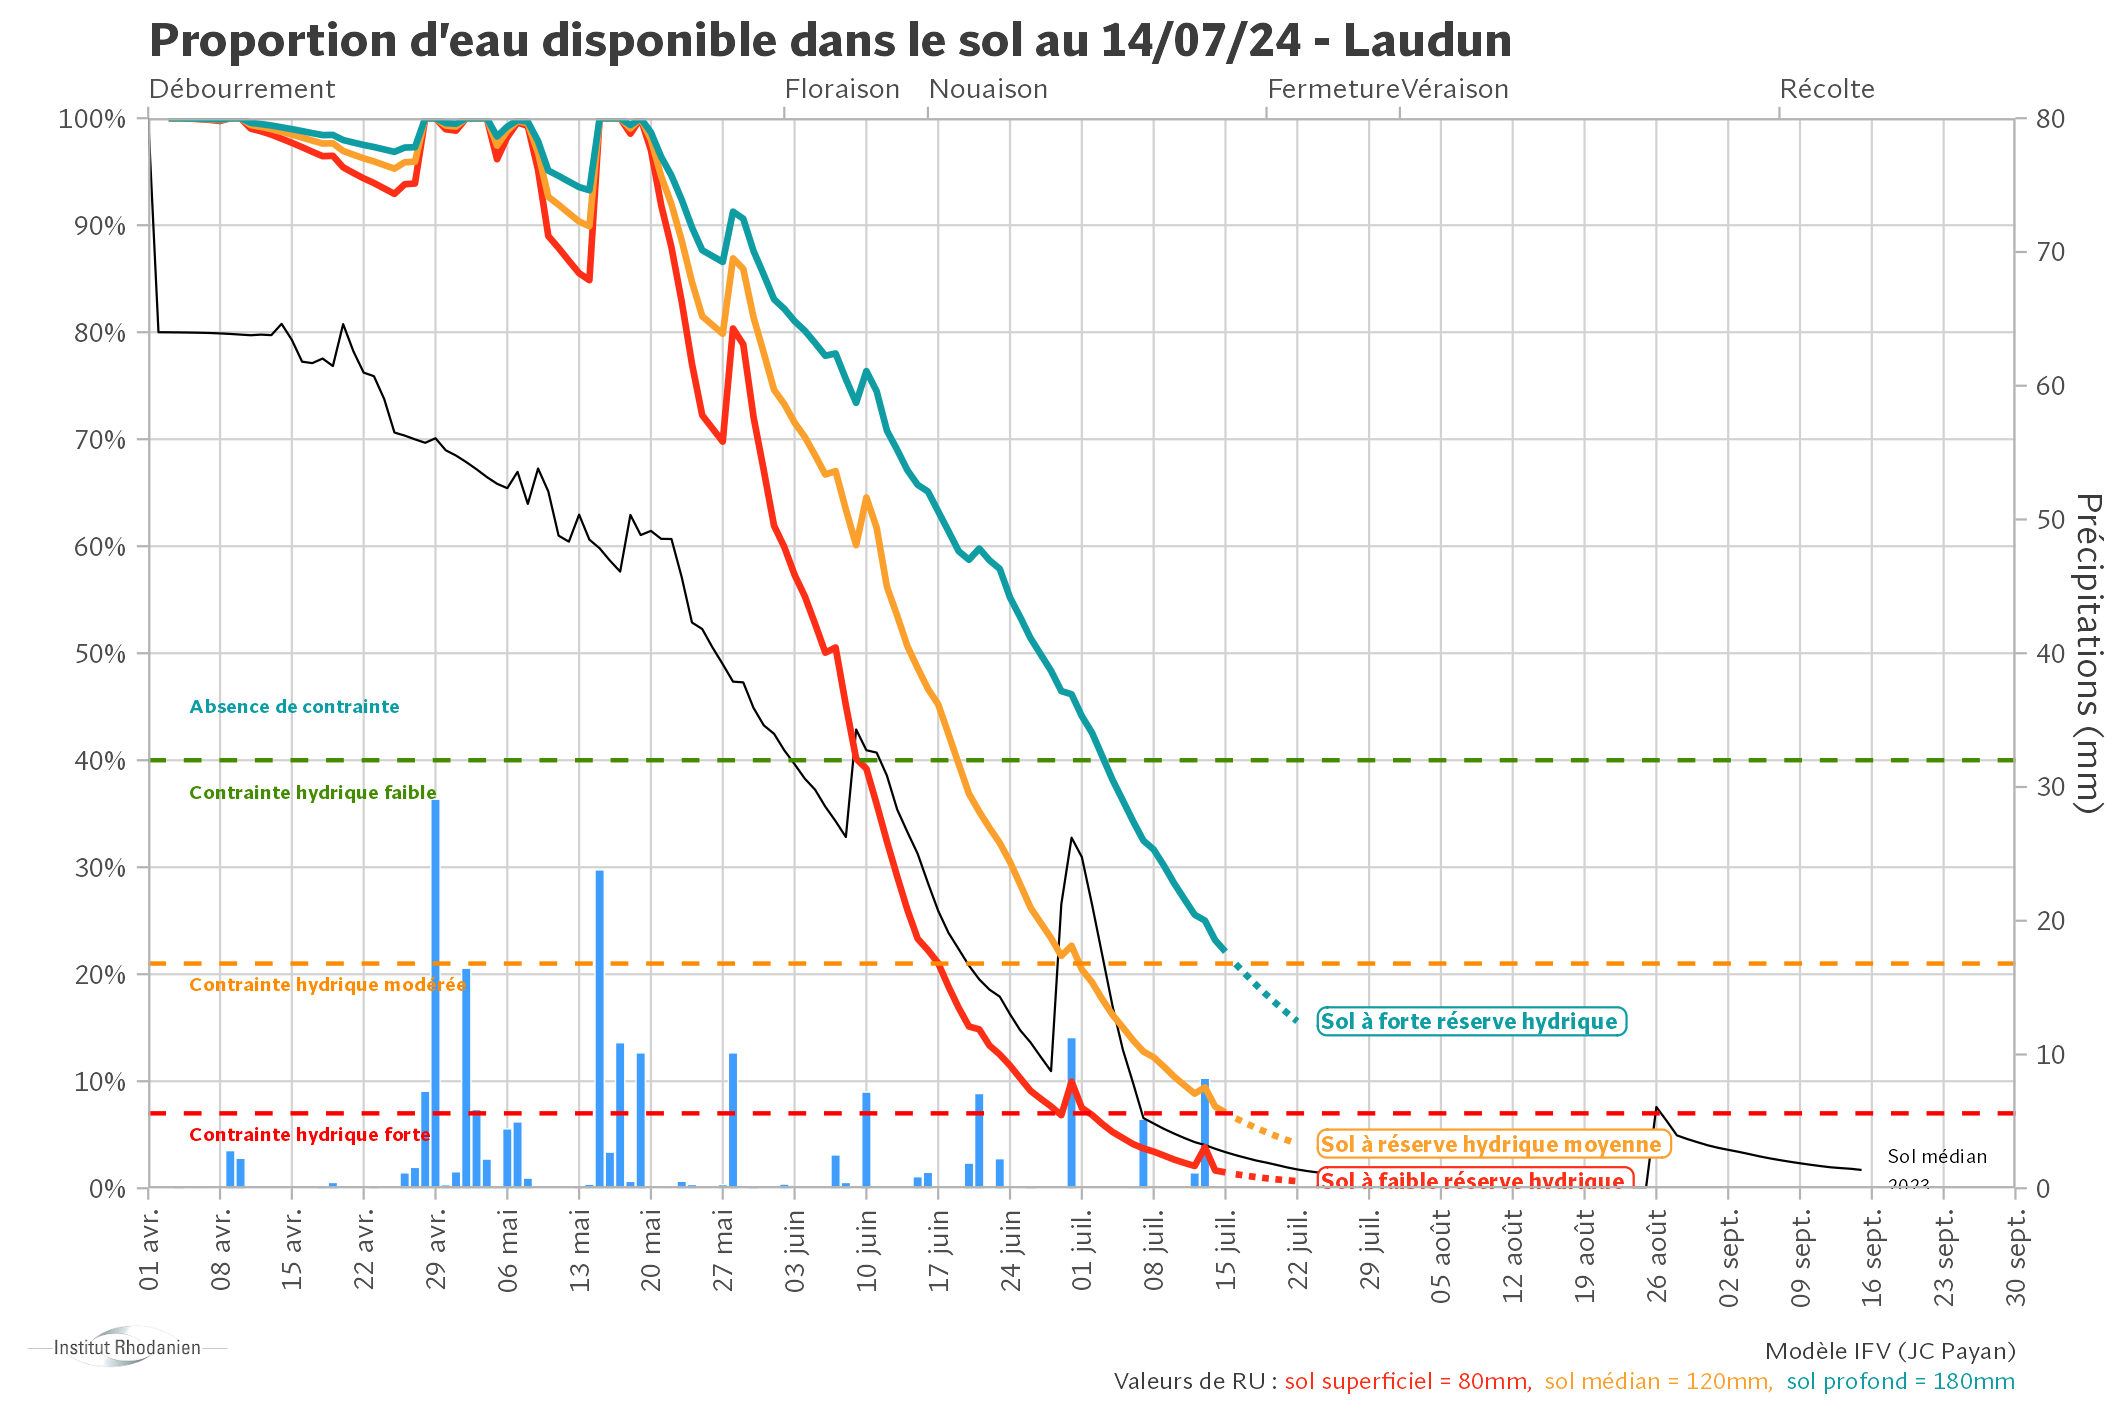 Proportion d'eau disponible dans le sol au 14/07/24 - Laudun
Débourrement Floraison Nouaison Fermeture Véraison Récolte
100% 80
90%
70
80%
60
70%
60%
50
50%
40
Absence de contrainte
40%
Contrainte hydrique faible
30
30%
20
20%
Contrainte hydrique modérée
Sol à forte réserve hydrique
10
10%
Contrainte hydrique forte
Sol à réserve hydrique moyenne
Sol médian
Sol à faible réserve hydrique
2023
0% 0
Précipitations (mm)
01 avr. 08 avr. 15 avr. 22 avr. 29 avr. 06 mai 13 mai 20 mai 27 mai 03 juin 10 juin 17 juin 24 juin 01 juil. 08 juil. 15 juil. 22 juil. 29 juil. 05 août 12 août 19 août 26 août 02 sept. 09 sept. 16 sept. 23 sept. 30 sept.
Institut Rhodanien
Modèle IFV (JC Payan)
Valeurs de RU : sol superficiel = 80mm, sol médian = 120mm, sol profond = 180mm